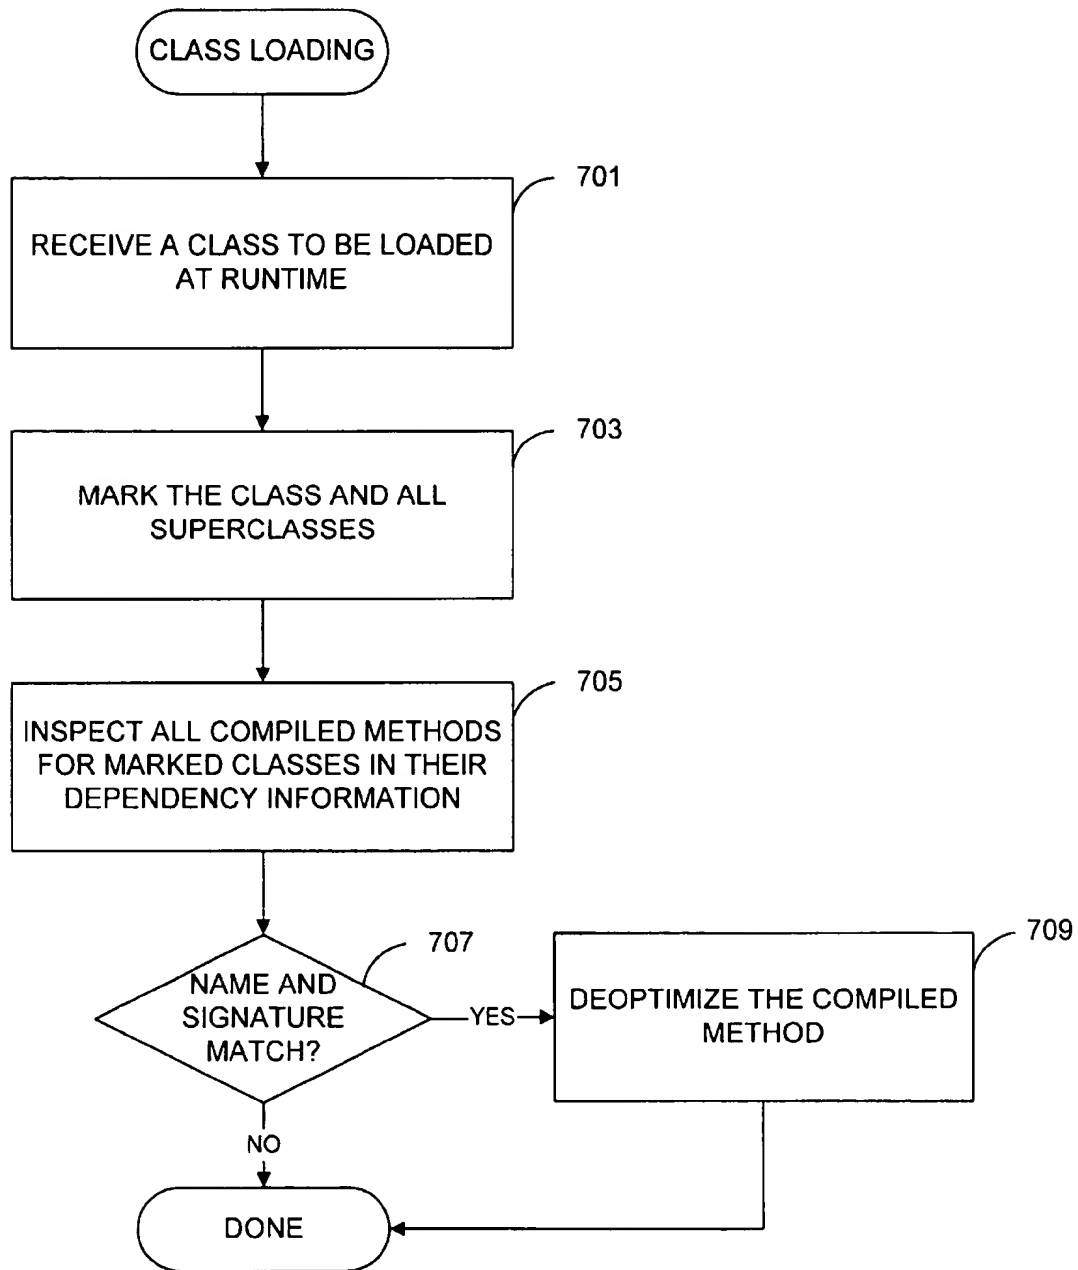 CLASS LOADING
701
RECEIVE A CLASS TO BE LOADED
AT RUNTIME
703
MARK THE CLASS AND ALL
SUPERCLASSES
705
INSPECT ALL COMPILED METHODS
FOR MARKED CLASSES IN THEIR
DEPENDENCY INFORMATION
707
NAME AND
SIGNATURE
MATCH?
YES
709
DEOPTIMIZE THE COMPILED
METHOD
NO
DONE